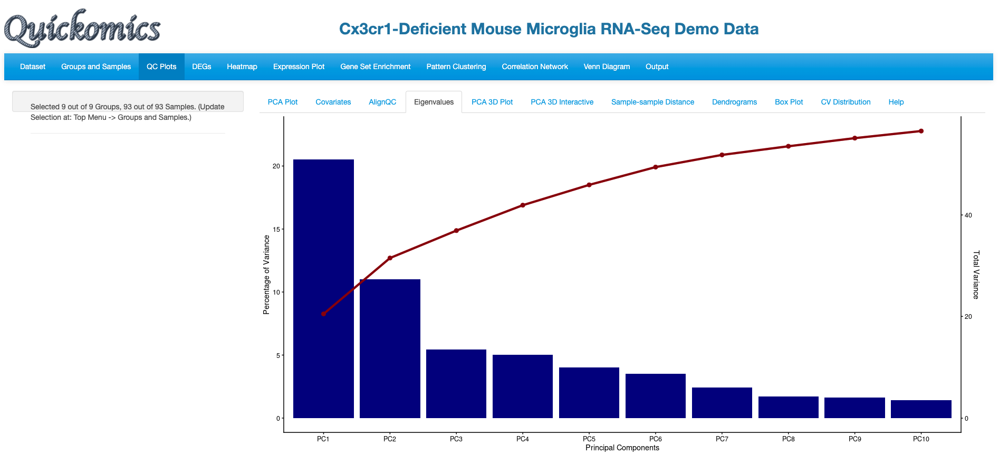 Quickomics
Cx3cr1-Deficient Mouse Microglia RNA-Seq Demo Data
Dataset Groups and Samples QC Plots DEGs Heatmap Expression Plot Gene Set Enrichment Pattern Clustering Correlation Network Venn Diagram Output
Selected 9 out of 9 Groups, 93 out of 93 Samples. (Update
Selection at: Top Menu -> Groups and Samples.)
PCA Plot Covariates AlignQC Eigenvalues PCA 3D Plot PCA 3D Interactive Sample-sample Distance Dendrograms Box Plot CV Distribution Help
Percentage of Variance
20
15
10
5
0
40
20
0
Total Variance
PC1 PC2 PC3 PC4 PC5 PC6 PC7 PC8 PC9 PC10
Principal Components